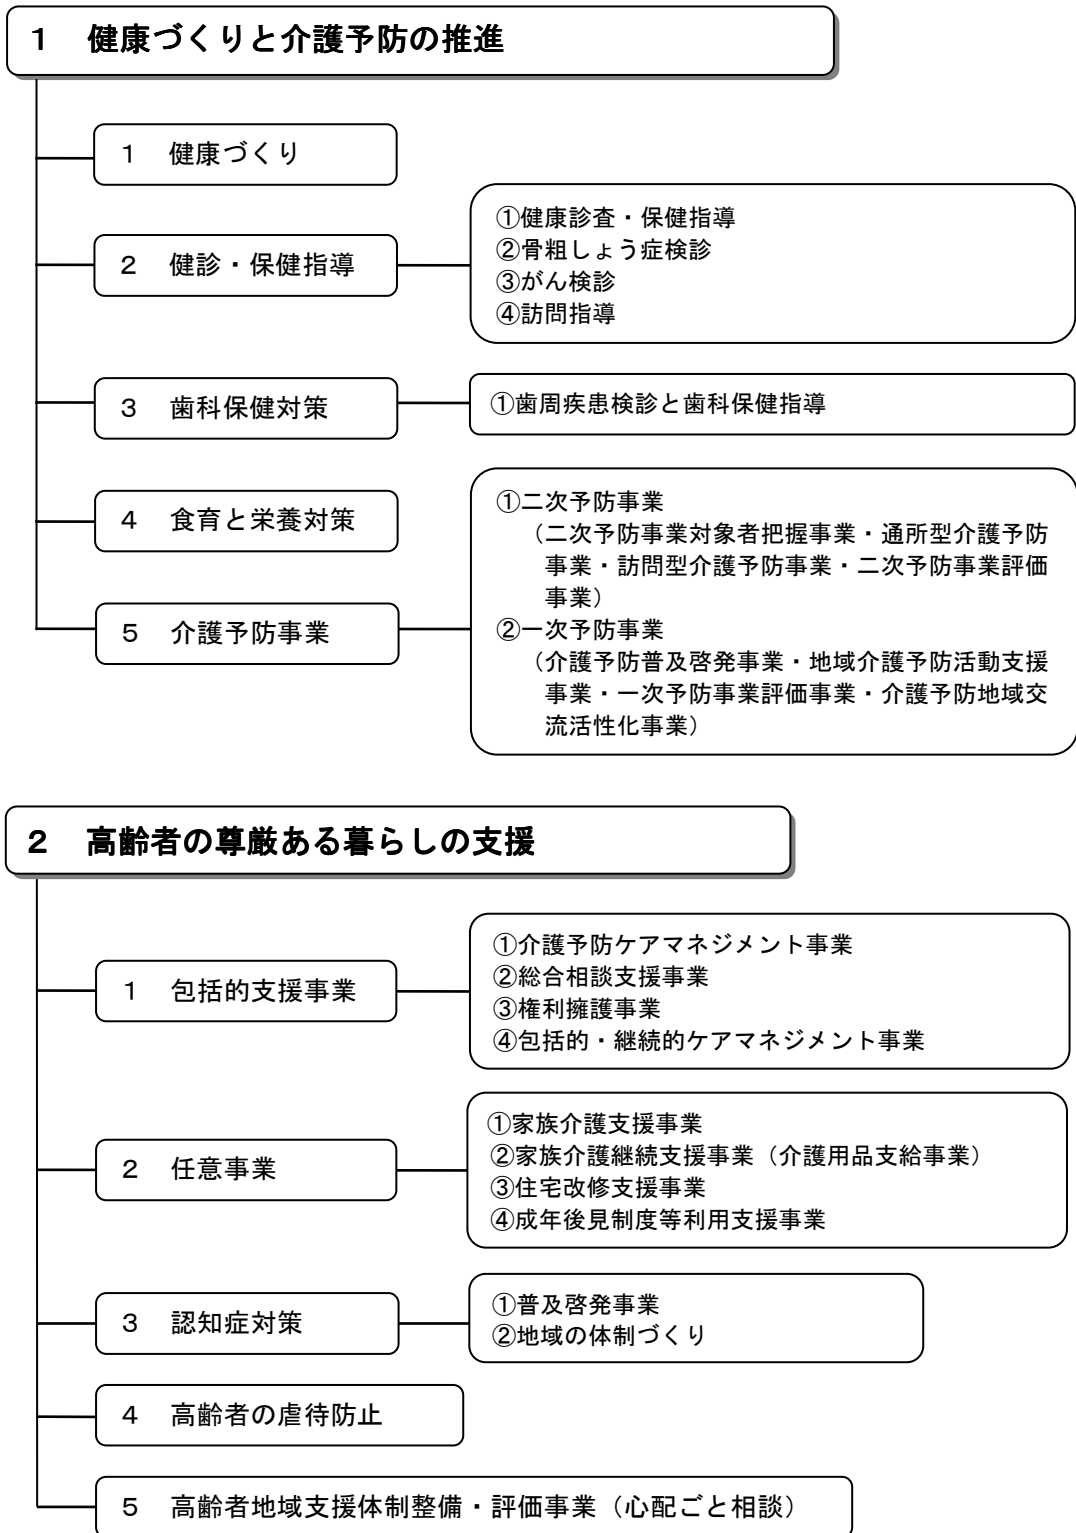 １　健康づくりと介護予防の推進
１　健康づくり
２　健診・保健指導
①健康診査・保健指導
②骨粗しょう症検診
③がん検診
④訪問指導
３　歯科保健対策
①歯周疾患検診と歯科保健指導
４　食育と栄養対策
５　介護予防事業
①二次予防事業
（二次予防事業対象者把握事業・通所型介護予防
事業・訪問型介護予防事業・二次予防事業評価
事業）
②一次予防事業
（介護予防普及啓発事業・地域介護予防活動支援
事業・一次予防事業評価事業・介護予防地域交
流活性化事業）
２　高齢者の尊厳ある暮らしの支援
１　包括的支援事業
①介護予防ケアマネジメント事業
②総合相談支援事業
③権利擁護事業
④包括的・継続的ケアマネジメント事業
２　任意事業
①家族介護支援事業
②家族介護継続支援事業（介護用品支給事業）
③住宅改修支援事業
④成年後見制度等利用支援事業
３　認知症対策
①普及啓発事業
②地域の体制づくり
４　高齢者の虐待防止
５　高齢者地域支援体制整備・評価事業（心配ごと相談）